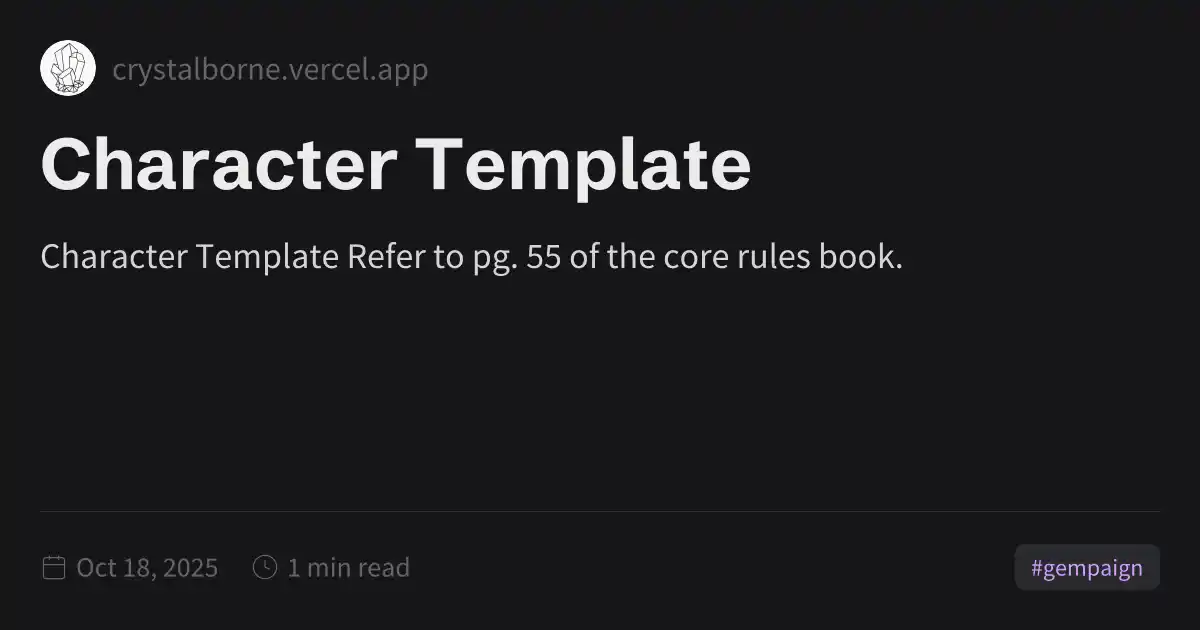 crystalborne.vercel.app
Character Template
Character Template Refer to pg. 55 of the core rules book.
Oct 18, 2025 1 min read #gempaign